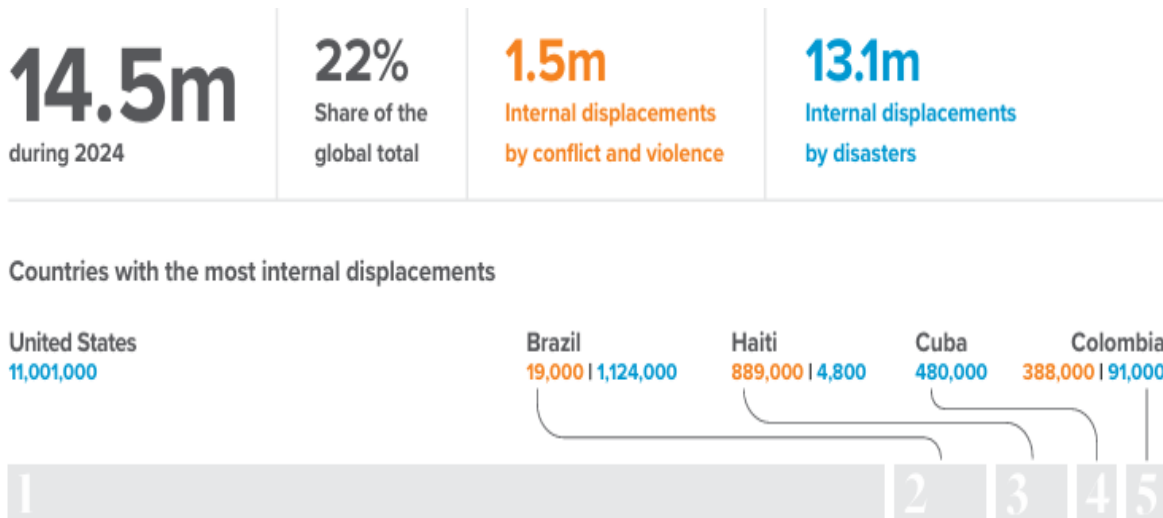 14.5m
during 2024
22%
Share of the
global total
1.5m
Internal displacements
by conflict and violence
13.1m
Internal displacements
by disasters
Countries with the most internal displacements
United States
11,001,000
Brazil
19,000 | 1,124,000
Haiti
889,000 | 4,800
Cuba
480,000
Colombia
388,000 | 91,000
1
2
3
4
5